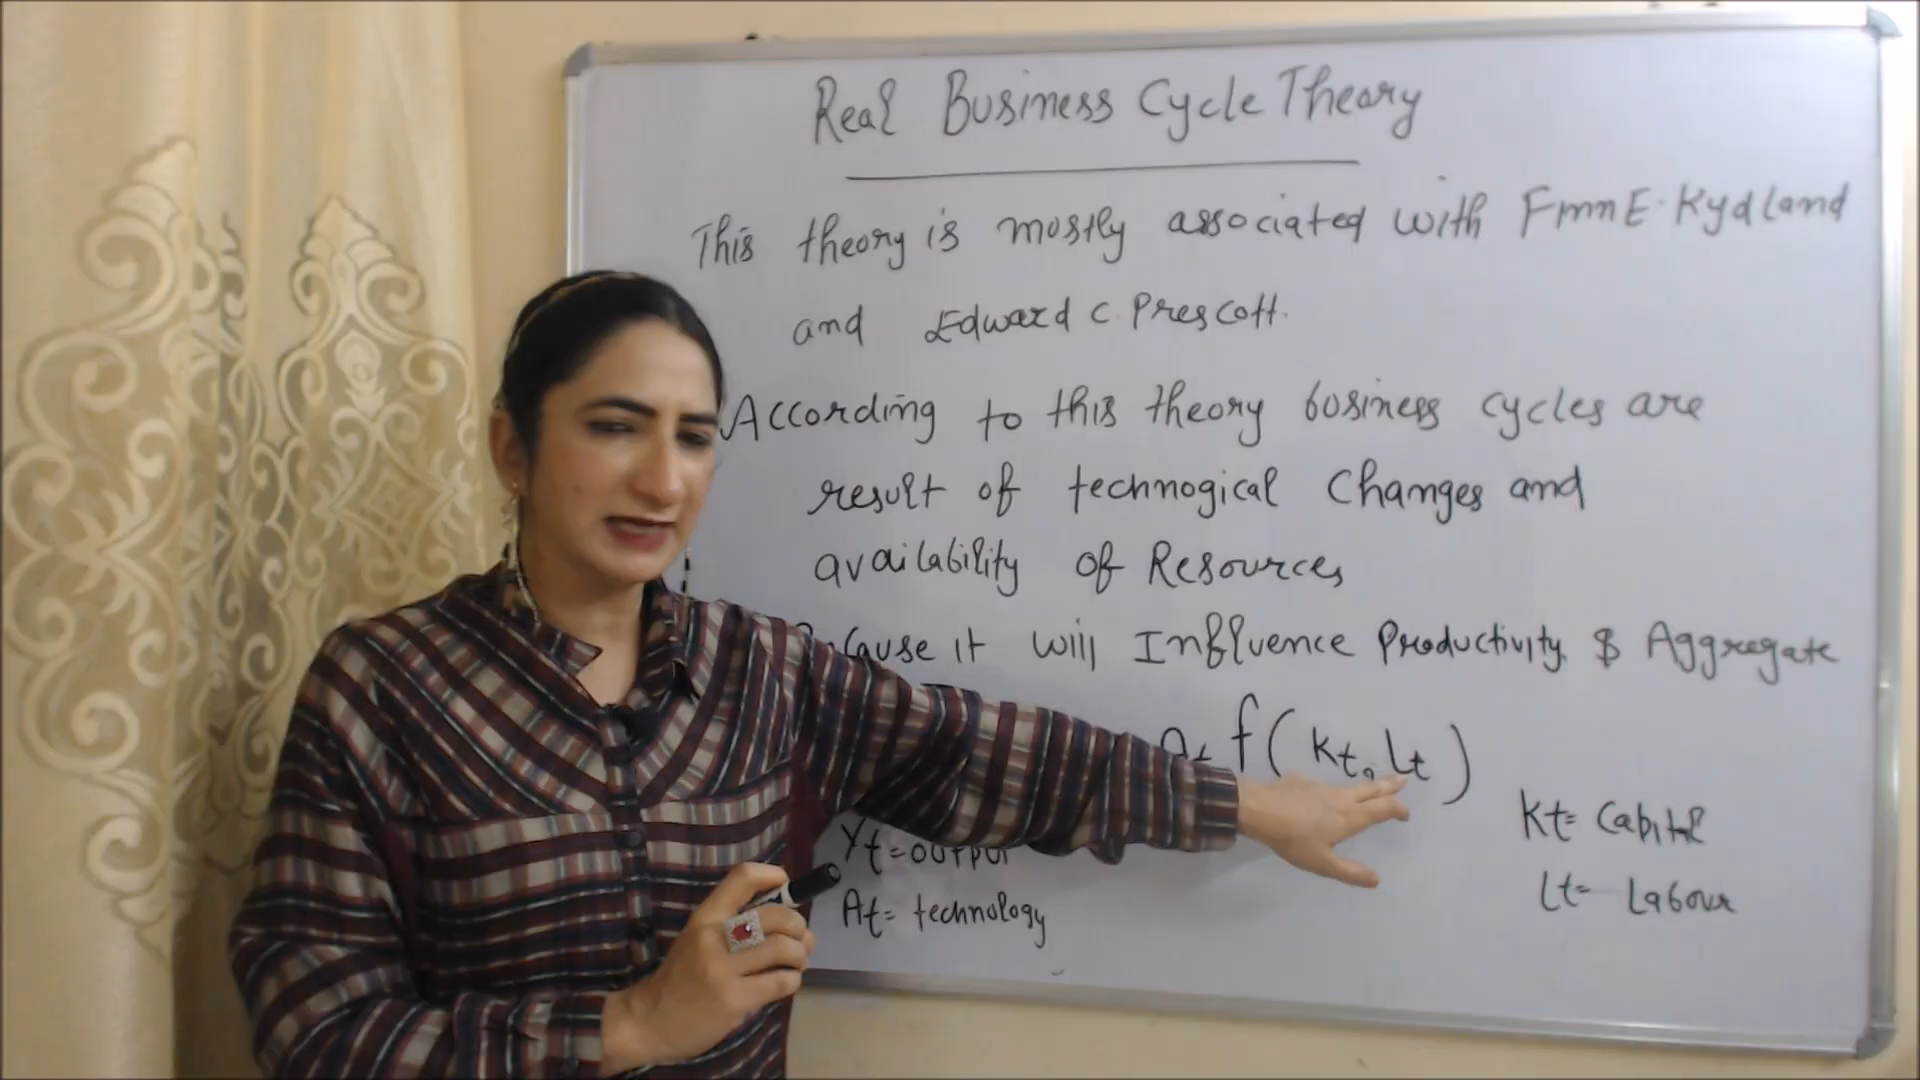 Real Business Cycle Theory
This theory is mostly associated with Finn E. Kydland
and Edward C. Prescott.
According to this theory business cycles are
result of technogical Changes and
availability of Resources
it will Influence Productivity & Aggregate
At f(Kt, Lt)
Kt= Capital
Yt=output
Lt= Labour
At= technology